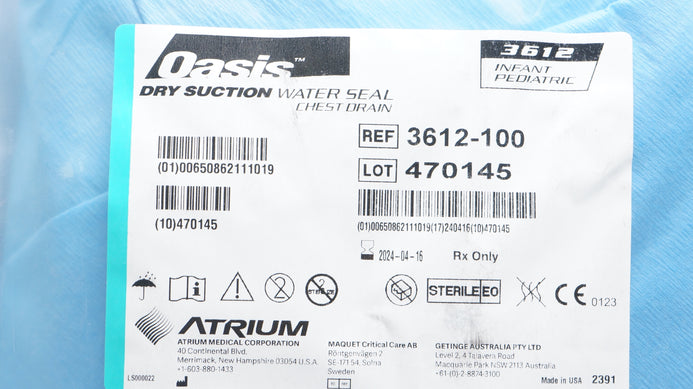 Oasis™
3612
INFANT
PEDIATRIC
DRY SUCTION WATER SEAL
CHEST DRAIN
REF 3612-100
LOT 470145
(01)00650862111019
(10)470145
(01)00650862111019(17)240416(10)470145
2024-04-16 Rx Only
2
STERILE EO
CE 0123
ATRIUM
ATRIUM MEDICAL CORPORATION
40 Continental Blvd.
Merrimack, New Hampshire 03054 U.S.A.
+1-603-880-1433
MAQUET Critical Care AB
Röntgenvägen 2
SE-171 54 Solna
Sweden
GETINGE AUSTRALIA PTY LTD
Level 2, 4 Talavera Road
Macquarie Park NSW 2113 Australia
+61-(0)-2-8874-3100
LS000022
Made in USA 2391